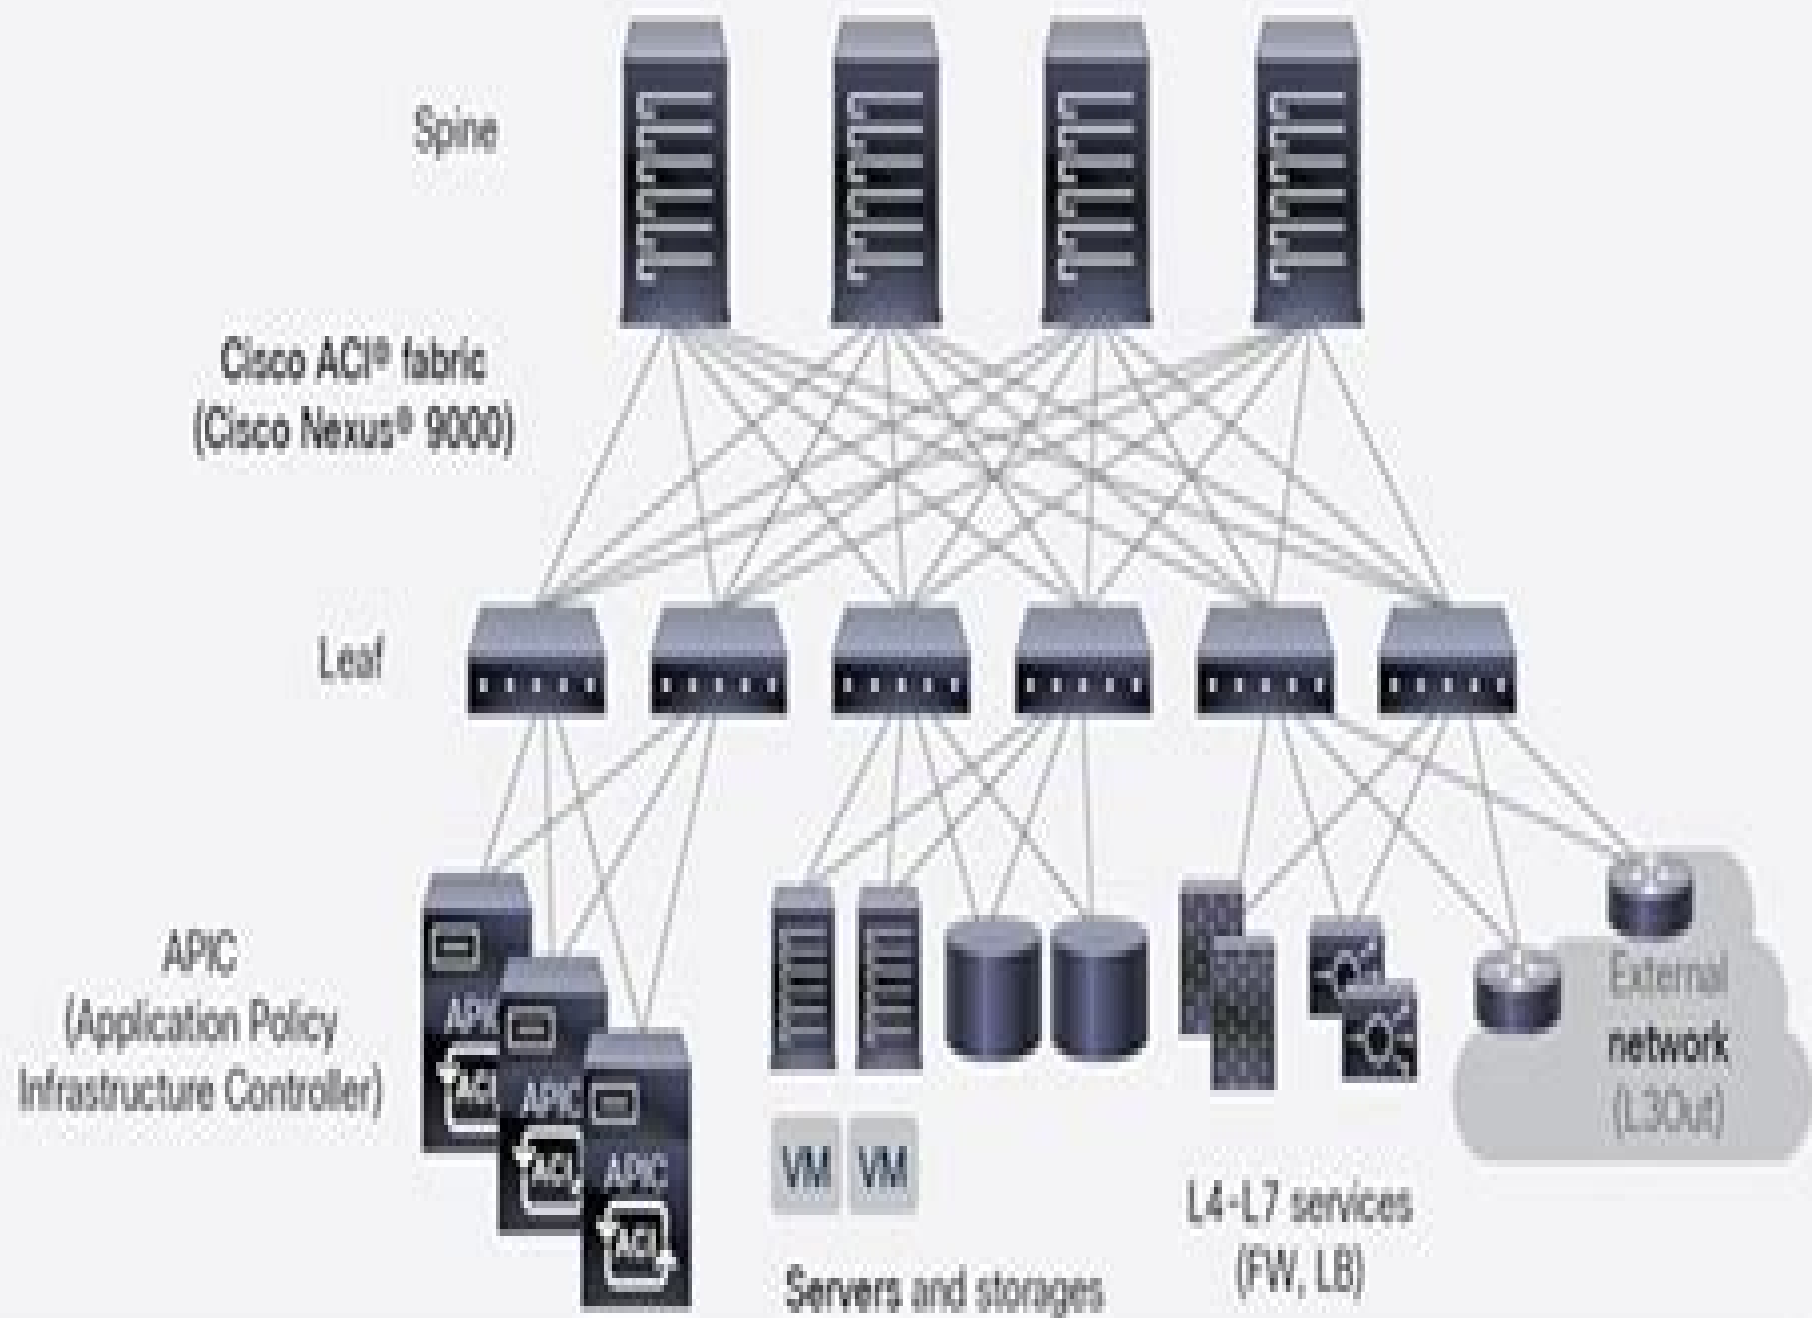 Spine
Cisco ACI® fabric
(Cisco Nexus® 9000)
Leaf
APIC
(Application Policy
Infrastructure Controller)
APIC
ACI
APIC
ACI
APIC
ACI
VM VM
Servers and storages
L4-L7 services
(FW, LB)
External
network
(L3Out)